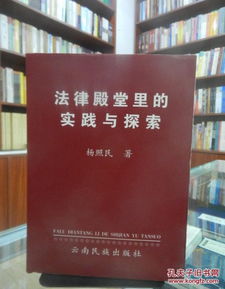 法律殿堂里的
实践与探索
杨照民 著
FALU DIANTANG LI DE SHIJIAN YU TANSUO
云南民族出版社
孔夫子旧书网